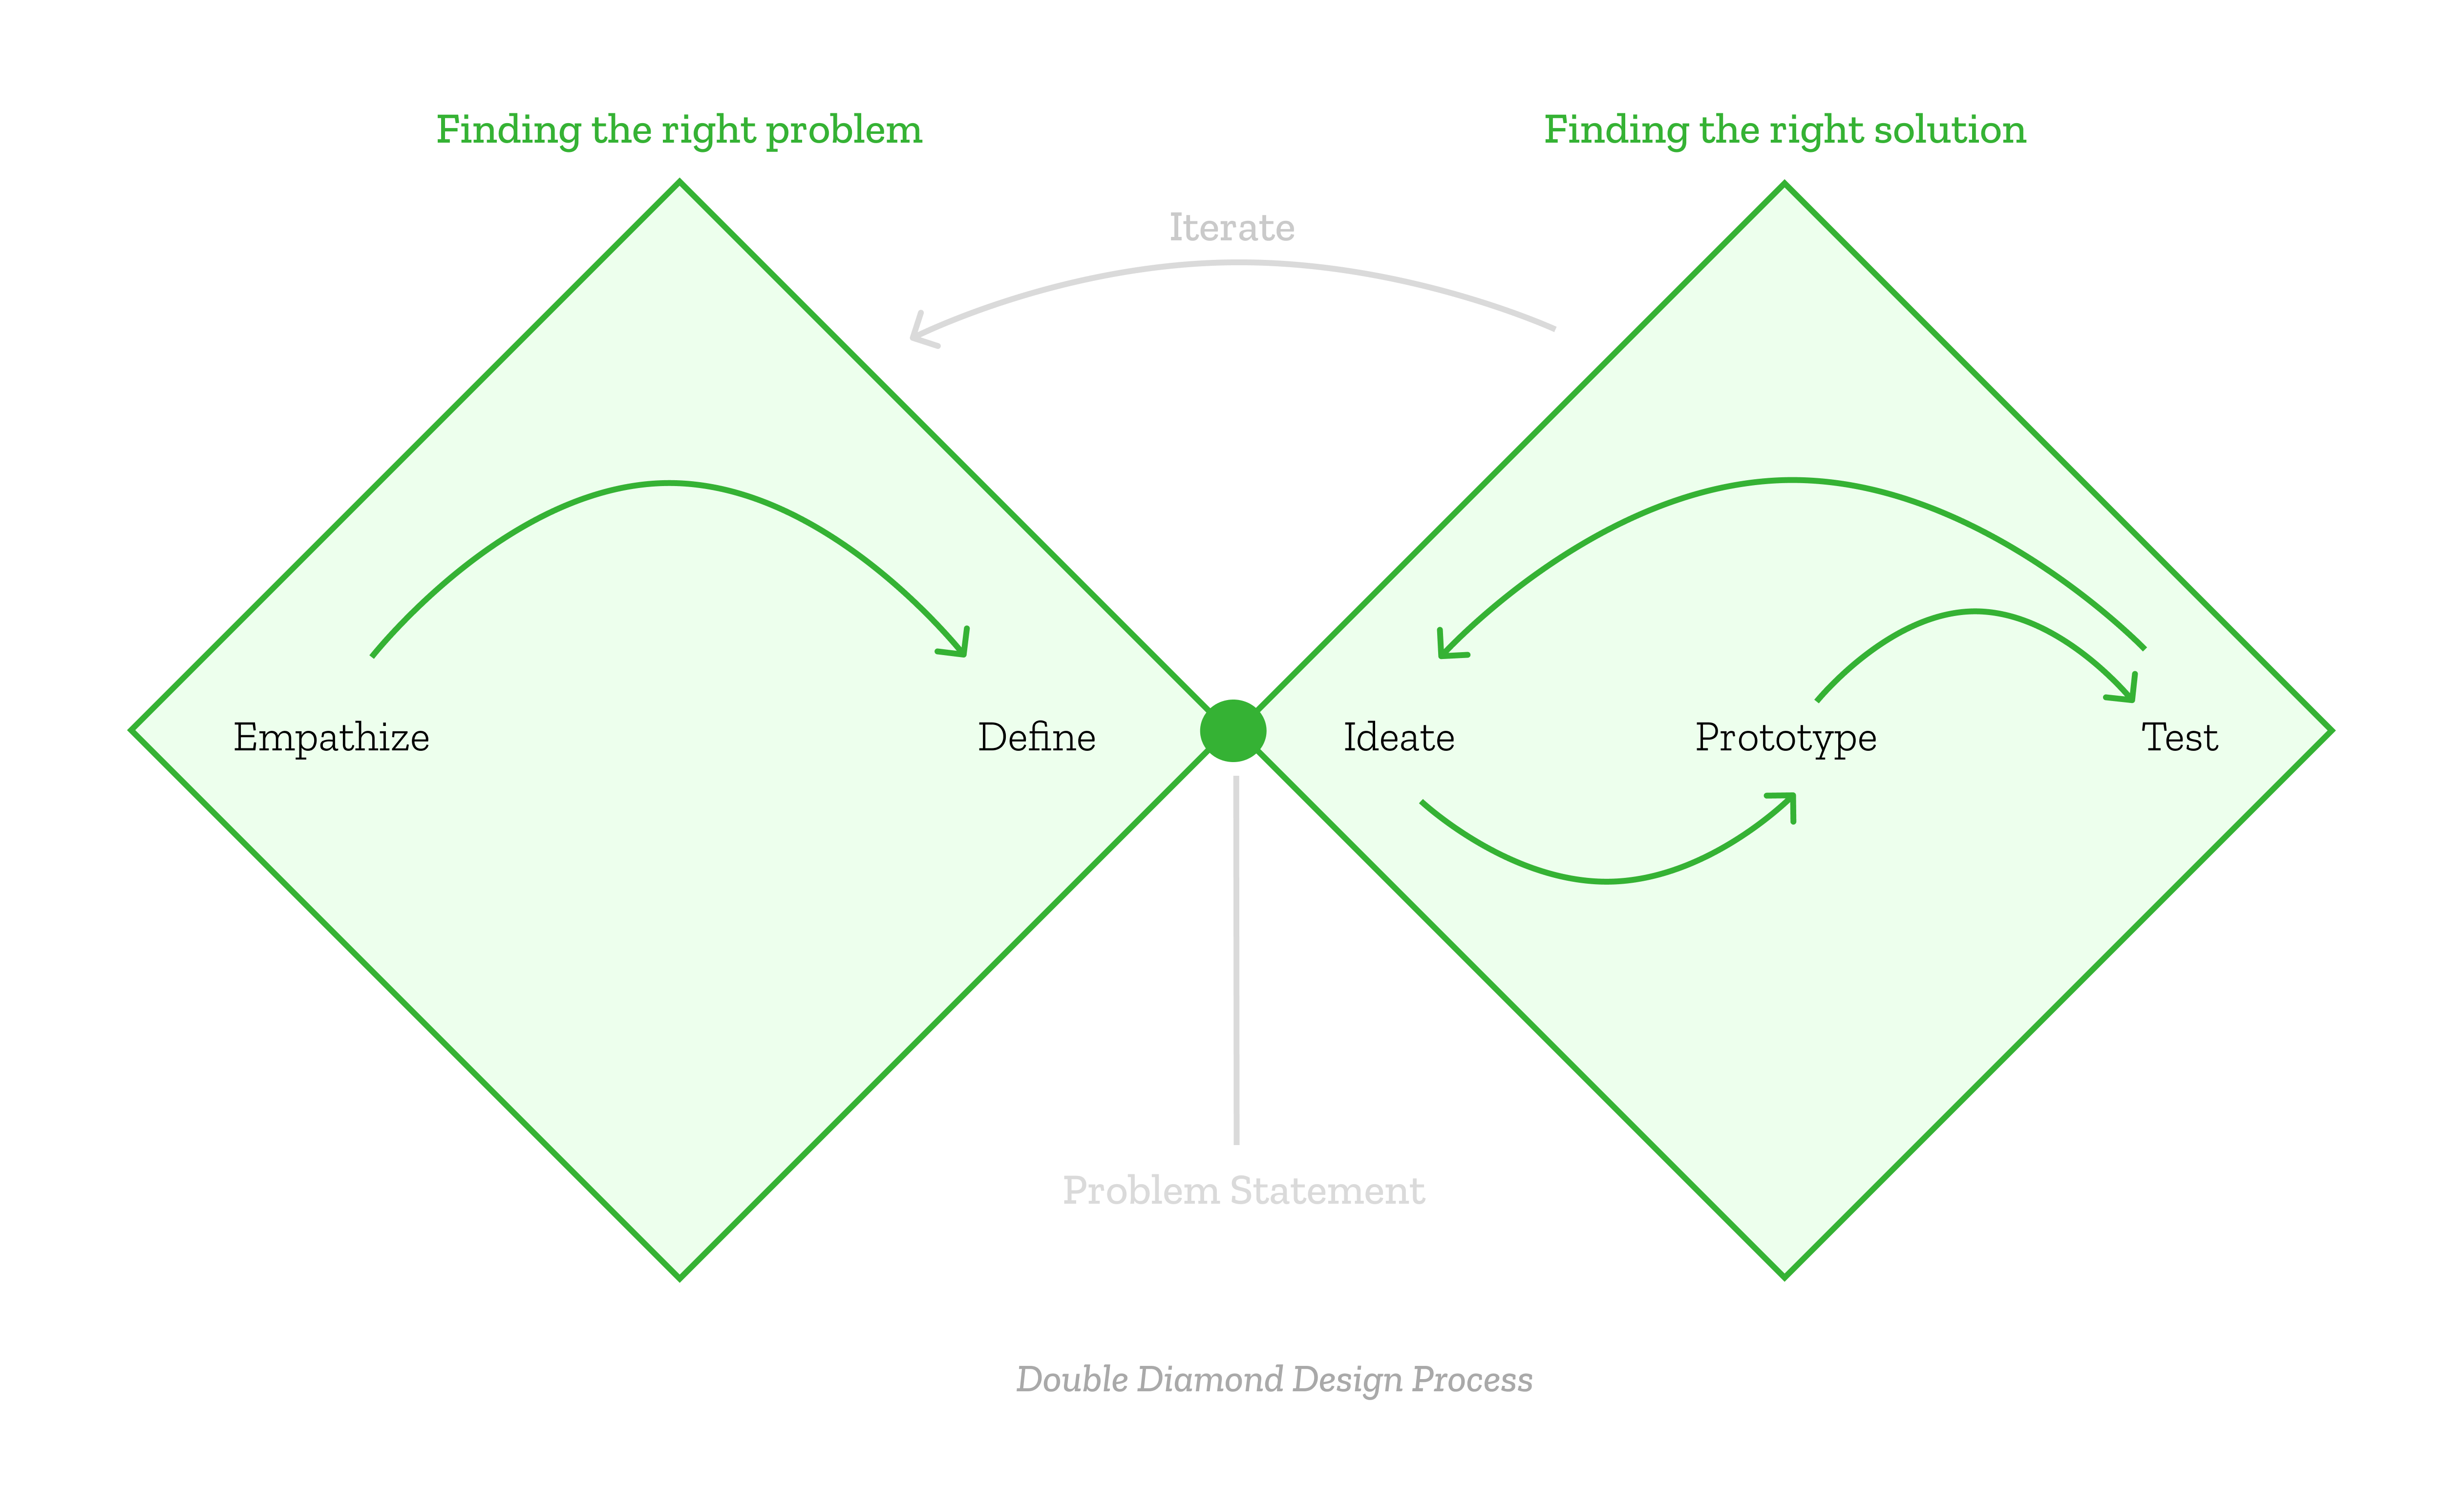 Finding the right problem
Finding the right solution
Iterate
Empathize
Define
Ideate
Prototype
Test
Problem Statement
Double Diamond Design Process